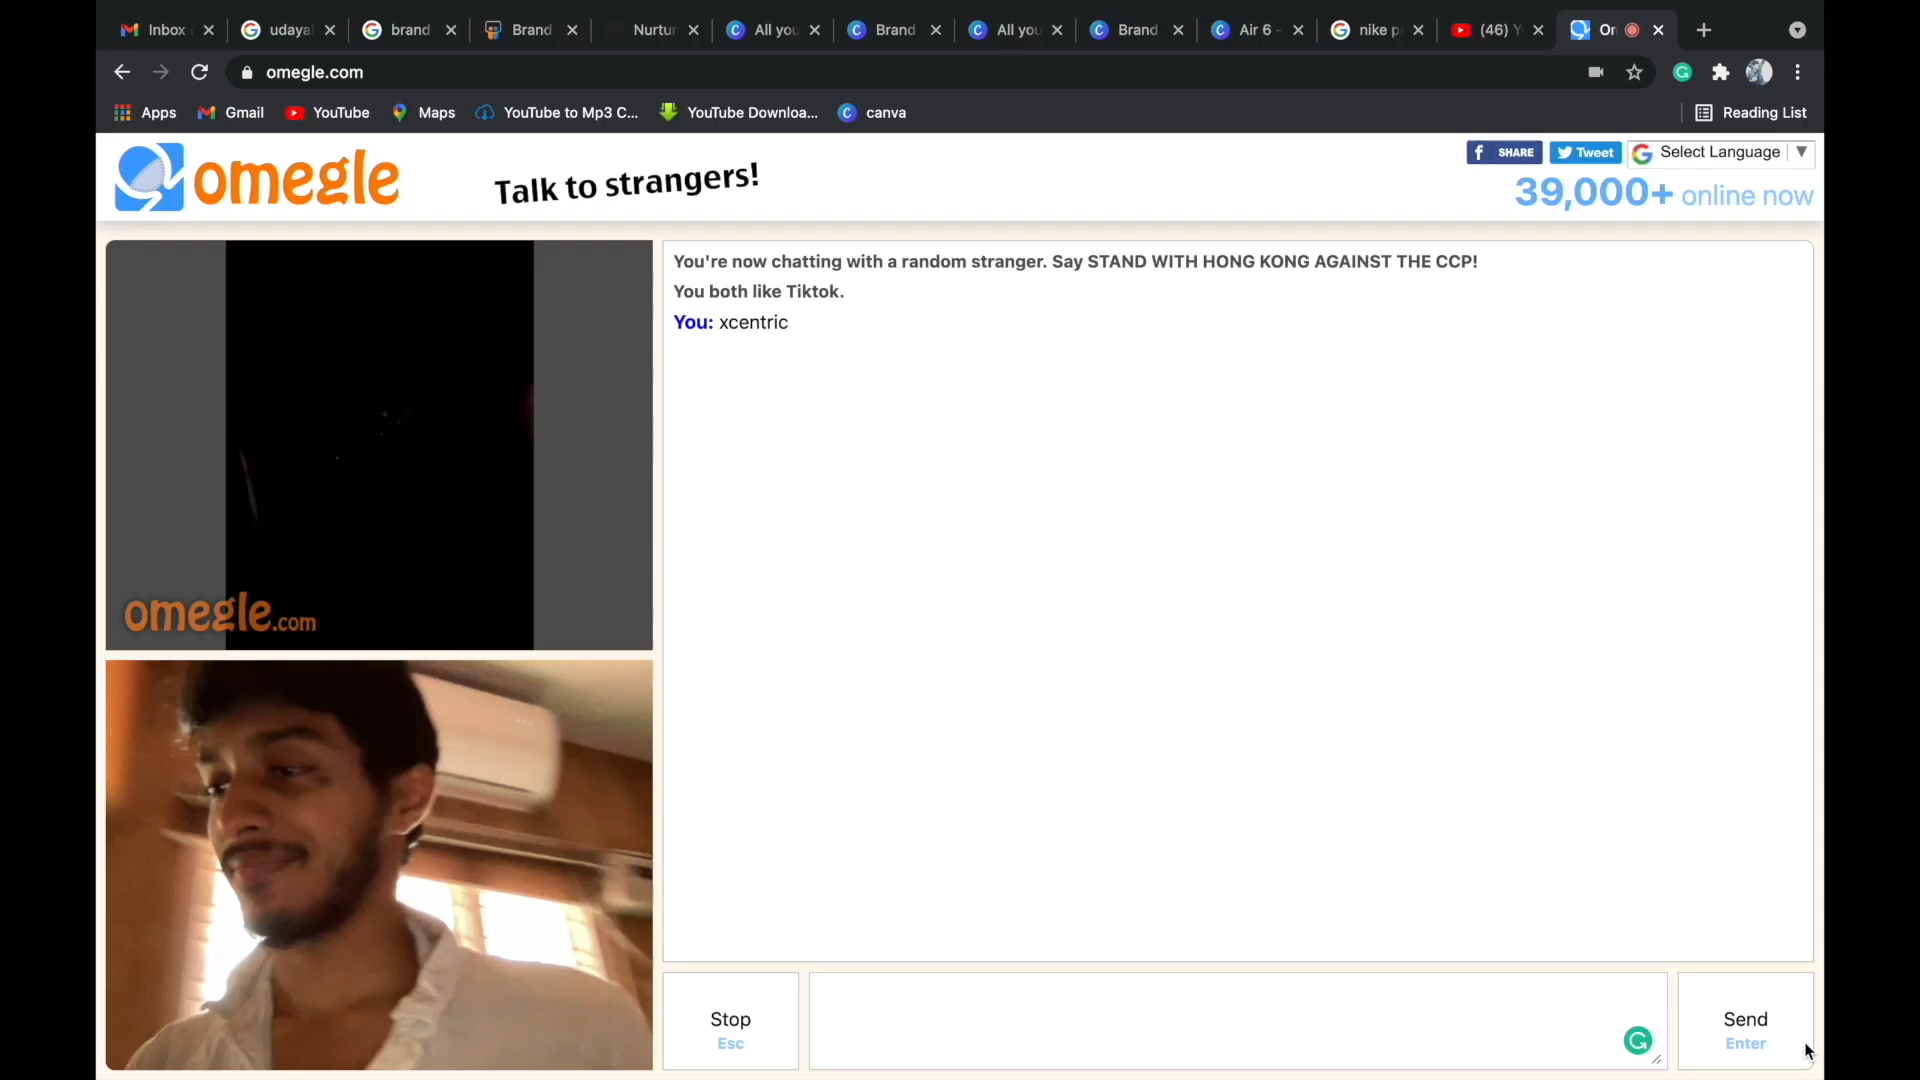 Inbox
udaya
brand
Brand
Nurtur
All you
Brand
All you
Brand
Air 6 -
nike p
(46) Y
On
omegle.com
Apps
Gmail
YouTube
Maps
YouTube to Mp3 C...
YouTube Downloa...
canva
Reading List
omegle
Talk to strangers!
SHARE
Tweet
Select Language
39,000+ online now
You're now chatting with a random stranger. Say STAND WITH HONG KONG AGAINST THE CCP!
You both like Tiktok.
You: xcentric
omegle.com
Stop
Esc
Send
Enter